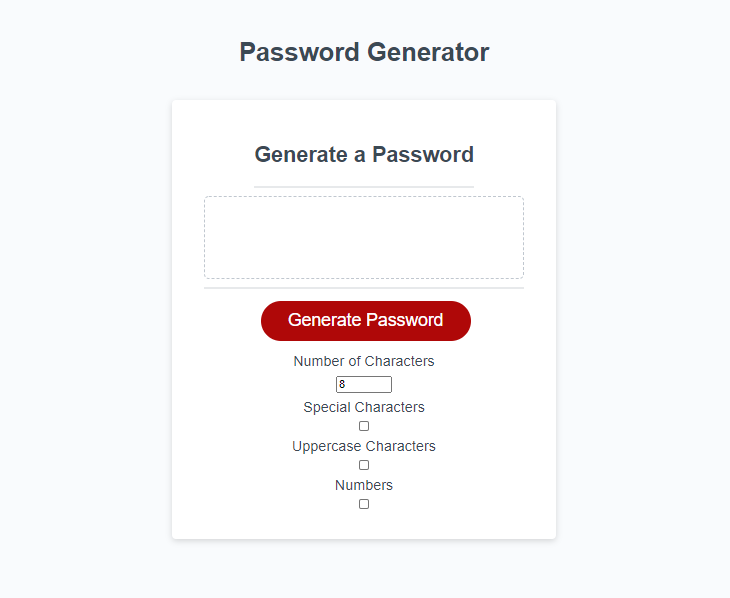 Password Generator
Generate a Password
Generate Password
Number of Characters
8
Special Characters
Uppercase Characters
Numbers